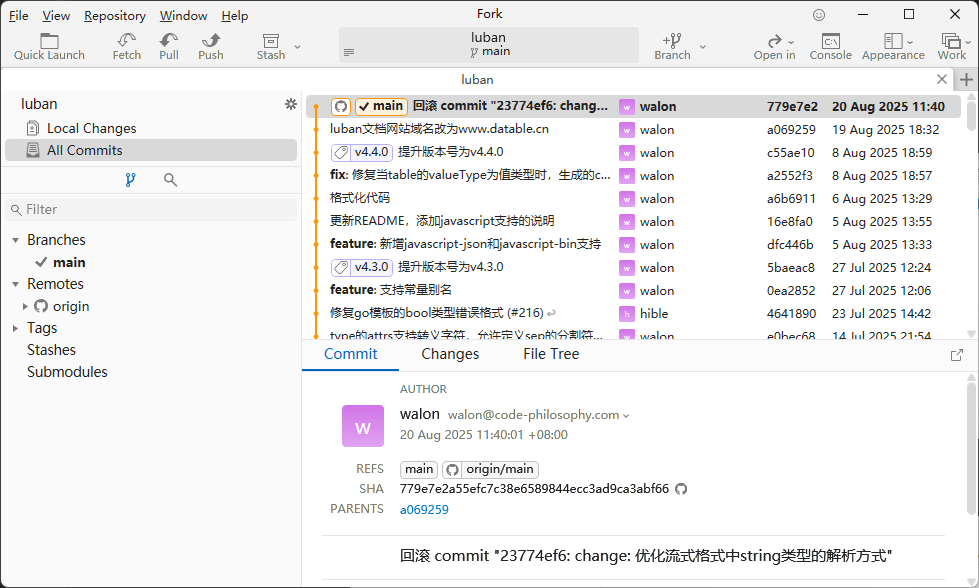 Fork
File View Repository Window Help
Quick Launch Fetch Pull Push Stash luban main Branch Open in Console Appearance Work
luban
luban
Local Changes
All Commits
Filter
Branches
main
Remotes
origin
Tags
Stashes
Submodules
main 回滚 commit "23774ef6: chang... w walon 779e7e2 20 Aug 2025 11:40
luban文档网站域名改为www.datable.cn w walon a069259 19 Aug 2025 18:32
v4.4.0 提升版本号为v4.4.0 w walon c55ae10 8 Aug 2025 18:59
fix: 修复当table的valueType为值类型时，生成的c... w walon a2552f3 8 Aug 2025 18:57
格式化代码 w walon a6b6911 6 Aug 2025 13:29
更新README，添加javascript支持的说明 w walon 16e8fa0 5 Aug 2025 13:55
feature: 新增javascript-json和javascript-bin支持 w walon dfc446b 5 Aug 2025 13:33
v4.3.0 提升版本号为v4.3.0 w walon 5baeac8 27 Jul 2025 12:24
feature: 支持常量别名 w walon 0ea2852 27 Jul 2025 12:06
修复go模板的bool类型错误格式 (#216) h hible 4641890 23 Jul 2025 14:42
type的attrs支持转义字符，允许定义sep的分割符... w walon e0bec68 14 Jul 2025 21:54
Commit Changes File Tree
AUTHOR
w walon walon@code-philosophy.com
20 Aug 2025 11:40:01 +08:00
REFS main origin/main
SHA 779e7e2a55efc7c38e6589844ecc3ad9ca3abf66
PARENTS a069259
回滚 commit "23774ef6: change: 优化流式格式中string类型的解析方式"